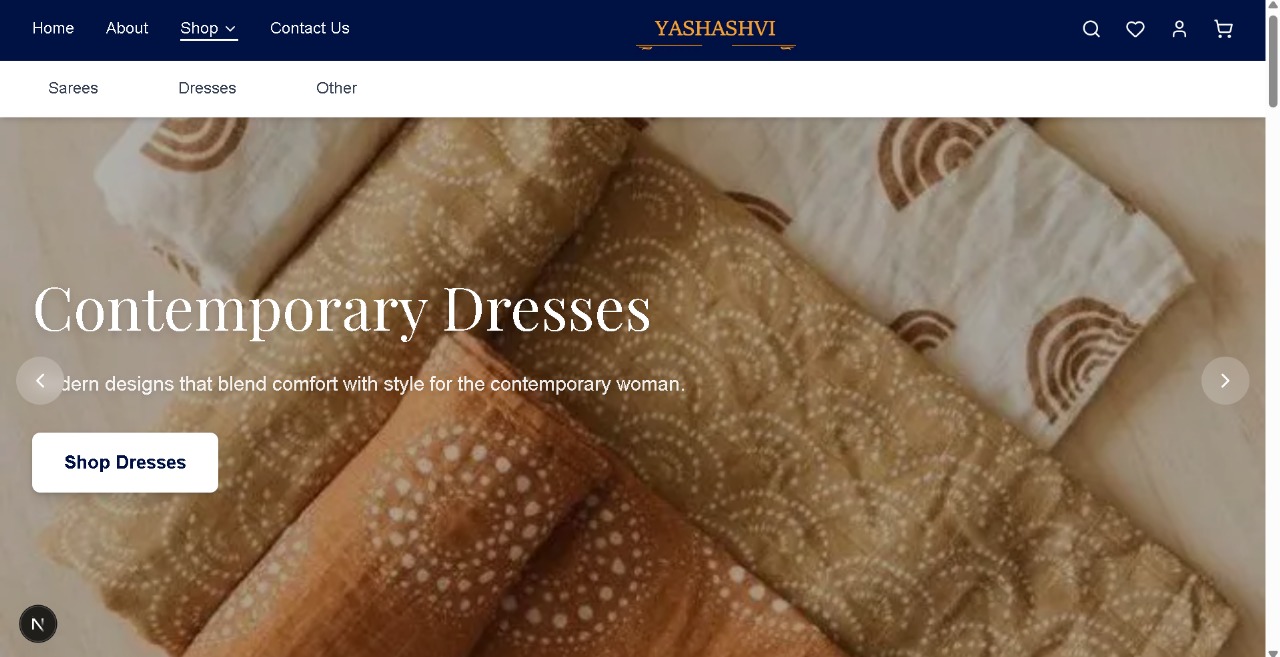 Home About Shop Contact Us YASHASHVI
Sarees Dresses Other
Contemporary Dresses
dern designs that blend comfort with style for the contemporary woman.
Shop Dresses
N